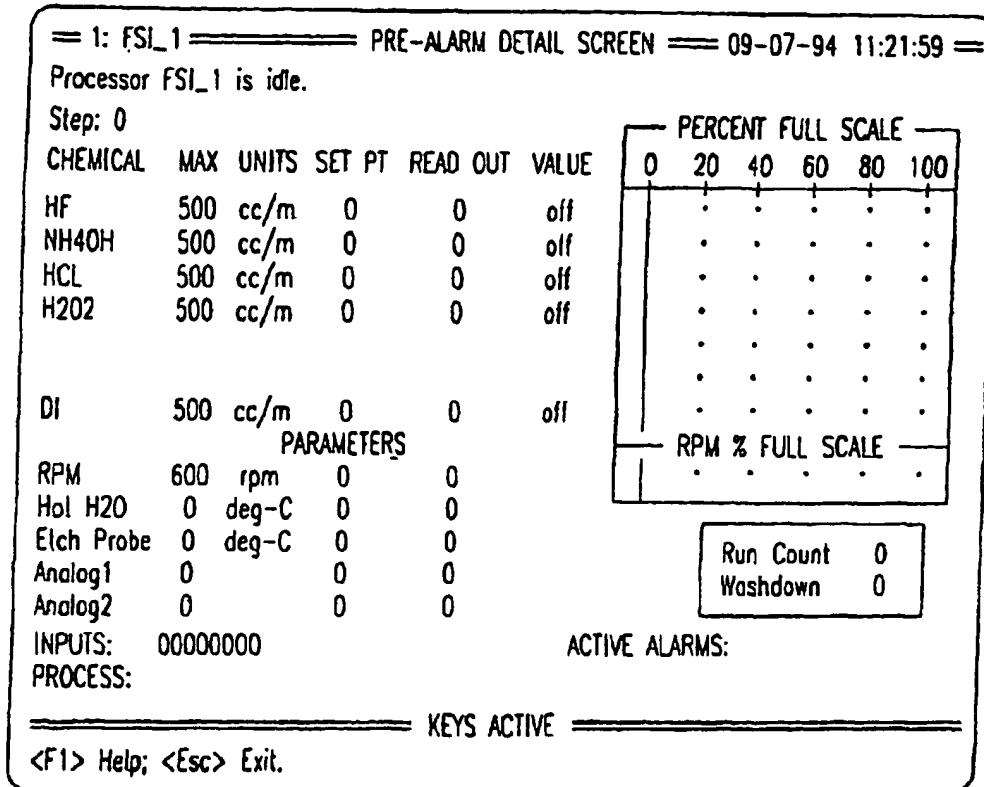 1: FSI_1 PRE-ALARM DETAIL SCREEN 09-07-94 11:21:59
Processor FSI_1 is idle.
Step: 0
PERCENT FULL SCALE
CHEMICAL MAX UNITS SET PT READ OUT VALUE
0 20 40 60 80 100
HF 500 cc/m 0 0 off
NH4OH 500 cc/m 0 0 off
HCL 500 cc/m 0 0 off
H2O2 500 cc/m 0 0 off
DI 500 cc/m 0 0 off
PARAMETERS
RPM % FULL SCALE
RPM 600 rpm 0 0
Hot H2O 0 deg-C 0 0
Etch Probe 0 deg-C 0 0
Analog1 0 0 0
Analog2 0 0 0
Run Count 0
Washdown 0
INPUTS: 00000000 ACTIVE ALARMS:
PROCESS:
KEYS ACTIVE
<F1> Help; <Esc> Exit.